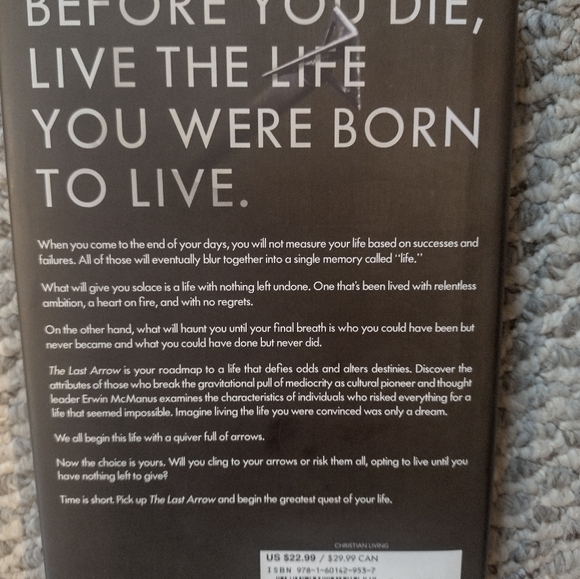 BEFORE YOU DIE,
LIVE THE LIFE
YOU WERE BORN
TO LIVE.
When you come to the end of your days, you will not measure your life based on successes and
failures. All of those will eventually blur together into a single memory called “life.”
What will give you solace is a life with nothing left undone. One that's been lived with relentless
ambition, a heart on fire, and with no regrets.
On the other hand, what will haunt you until your final breath is who you could have been but
never became and what you could have done but never did.
The Last Arrow is your roadmap to a life that defies odds and alters destinies. Discover the
attributes of those who break the gravitational pull of mediocrity as cultural pioneer and thought
leader Erwin McManus examines the characteristics of individuals who risked everything for a
life that seemed impossible. Imagine living the life you were convinced was only a dream.
We all begin this life with a quiver full of arrows.
Now the choice is yours. Will you cling to your arrows or risk them all, opting to live until you
have nothing left to give?
Time is short. Pick up The Last Arrow and begin the greatest quest of your life.
CHRISTIAN LIVING
US $22.99 / $29.99 CAN
ISBN 978-1-60142-953-7